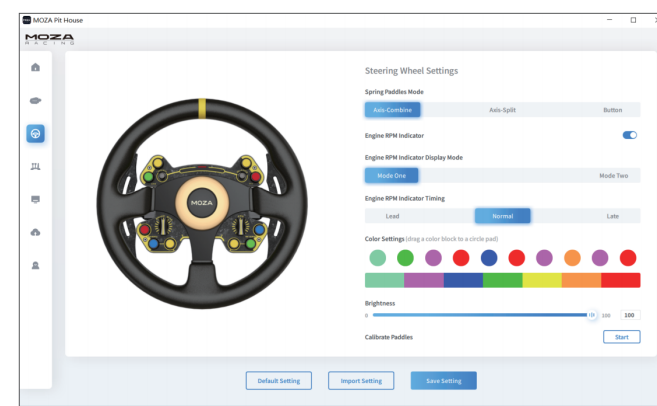 MOZA Pit House
MOZA
RACING
Steering Wheel Settings
Spring Paddles Mode
Axis-Combine Axis-Split Button
Engine RPM Indicator
Engine RPM Indicator Display Mode
Mode One Mode Two
Engine RPM Indicator Timing
Lead Normal Late
Color Settings (drag a color block to a circle pad)
Brightness
0 100 100
Calibrate Paddles Start
MOZA
Default Setting Import Setting Save Setting